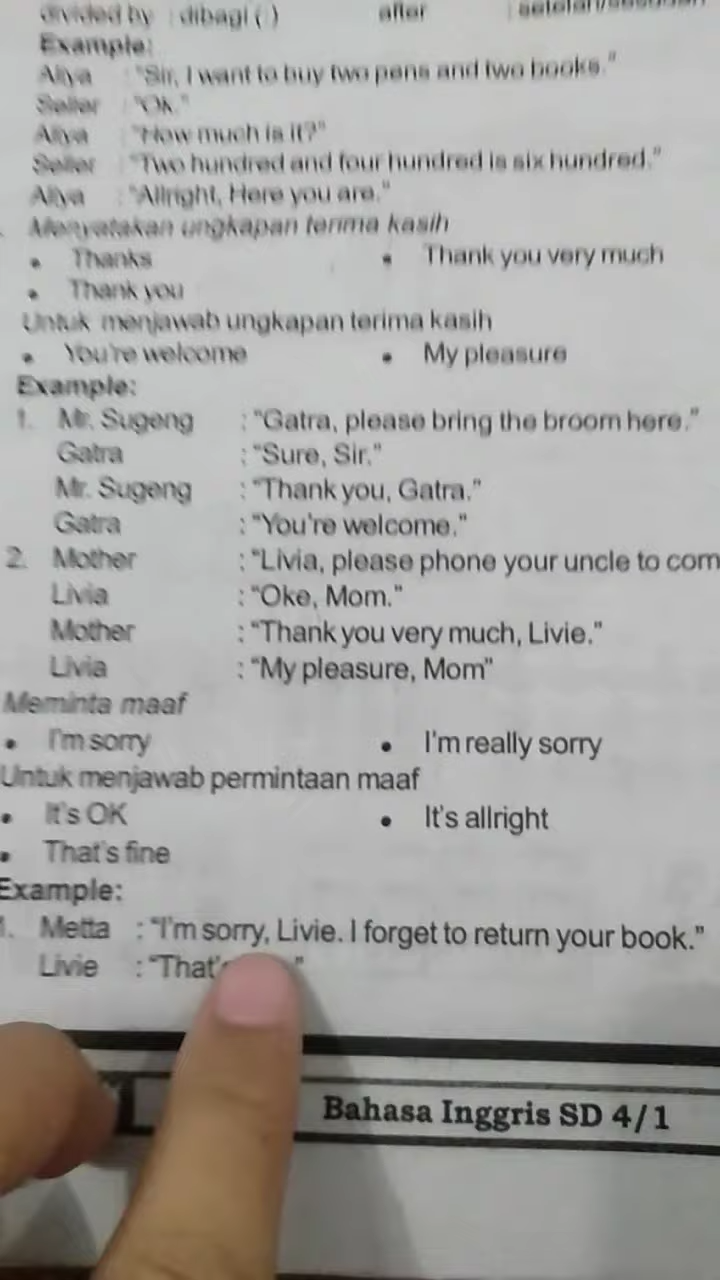 divided by : dibagi ( ) after : setelah/sesudah
Example:
Aliya : "Sir, I want to buy two pens and two books."
Seller : "Ok."
Aliya : "How much is it?"
Seller : "Two hundred and four hundred is six hundred."
Aliya : "Allright, Here you are."
Menyatakan ungkapan terima kasih
• Thanks • Thank you very much
• Thank you
Untuk menjawab ungkapan terima kasih
• You're welcome • My pleasure
Example:
1. Mr. Sugeng : "Gatra, please bring the broom here."
Gatra : "Sure, Sir."
Mr. Sugeng : "Thank you, Gatra."
Gatra : "You're welcome."
2. Mother : "Livia, please phone your uncle to com
Livia : "Oke, Mom."
Mother : "Thank you very much, Livie."
Livia : "My pleasure, Mom"
Meminta maaf
• I'm sorry • I'm really sorry
Untuk menjawab permintaan maaf
• It's OK • It's allright
• That's fine
Example:
1. Metta : "I'm sorry, Livie. I forget to return your book."
Livie : "That's "
Bahasa Inggris SD 4/1